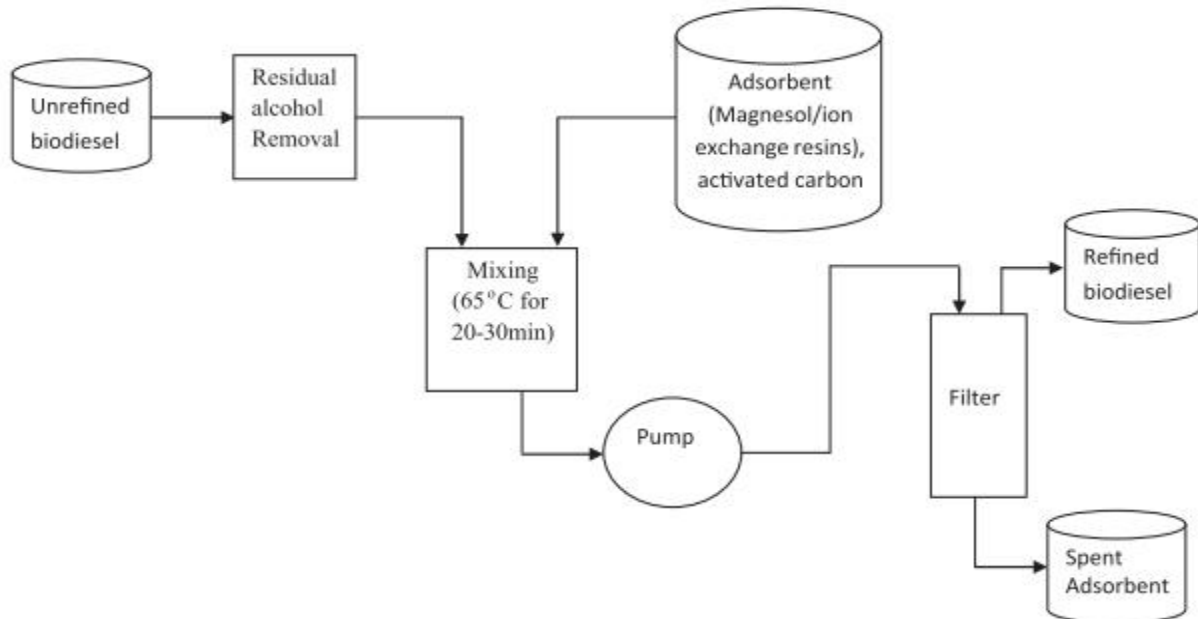 Unrefined
biodiesel
Residual
alcohol
Removal
Adsorbent
(Magnesol/ion
exchange resins),
activated carbon
Mixing
(65°C for
20-30min)
Pump
Filter
Refined
biodiesel
Spent
Adsorbent